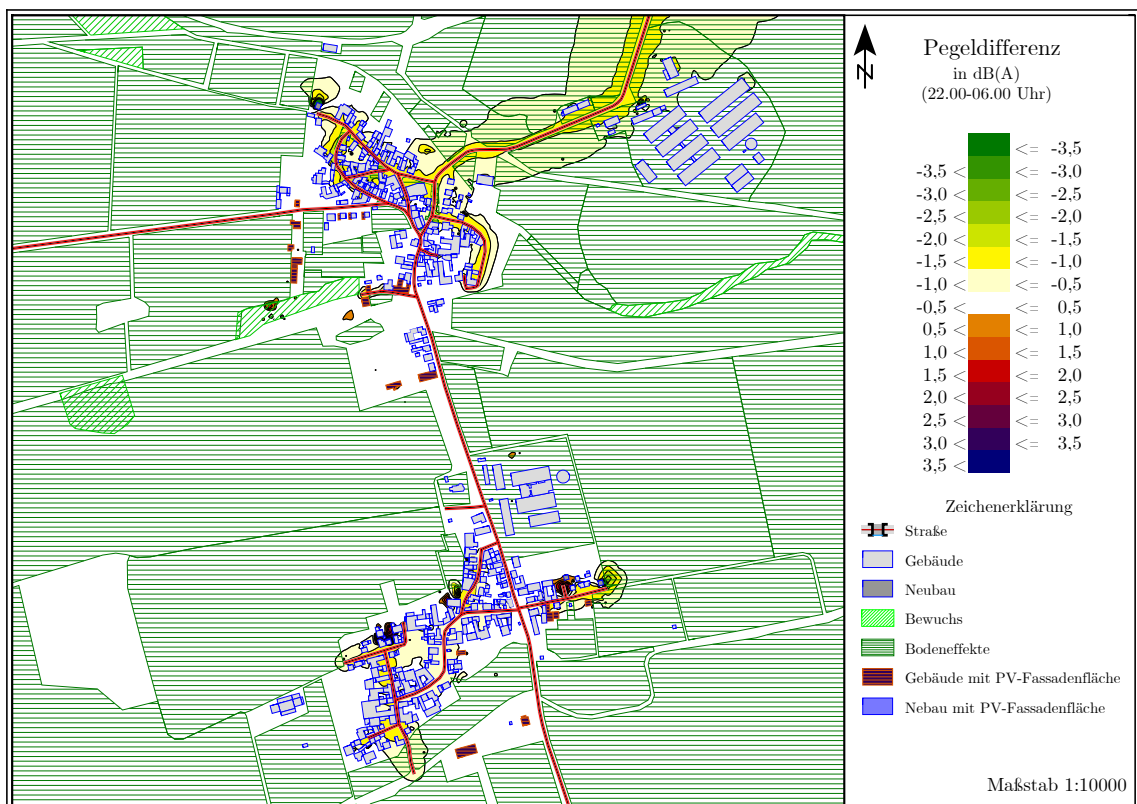 N
Pegeldifferenz
in dB(A)
(22.00-06.00 Uhr)
<= -3,5
-3,5 < <= -3.0
-3,0 < <= -2,5
-2,5 < <= -2,0
-2,0 < <= -1,5
-1,5 < <= -1,0
-1,0 < <= -0,5
-0,5 < <= 0,5
0,5 < <= 1,0
1,0 < <= 1,5
1,5 < <= 2,0
2,0 < <= 2,5
2,5 < <= 3,0
3,0 < <= 3,5
3,5 <
Zeichenerklärung
Straße
Gebäude
Neubau
Bewuchs
Bodeneffekte
Gebäude mit PV-Fassadenfläche
Nebau mit PV-Fassadenfläche
Maßstab 1:10000